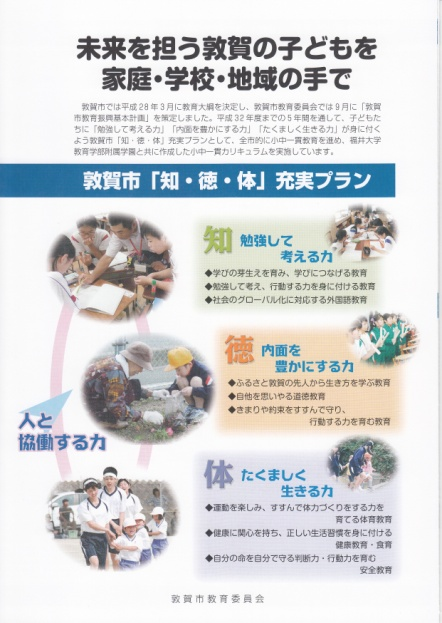 未来を担う敦賀の子どもを
家庭・学校・地域の手で
敦賀市では平成28年3月に教育大綱を決定し、敦賀市教育委員会では9月に「敦賀
市教育振興基本計画」を策定しました。平成32年度までの5年間を通して、子どもた
ちに「勉強して考える力」「内面を豊かにする力」「たくましく生きる力」が身に付く
よう敦賀市「知・徳・体」充実プランとして、全市的に小中一貫教育を進め、福井大学
教育学部附属学園と共に作成した小中一貫カリキュラムを実施しています。
敦賀市「知・徳・体」充実プラン
知 勉強して
考える力
◆学びの芽生えを育み、学びにつなげる教育
◆勉強して考え、行動する力を身に付ける教育
◆社会のグローバル化に対応する外国語教育
徳 内面を
豊かにする力
◆ふるさと敦賀の先人から生き方を学ぶ教育
◆自他を思いやる道徳教育
◆きまりや約束をすすんで守り、
行動する力を育む教育
人と
協働する力
体 たくましく
生きる力
◆運動を楽しみ、すすんで体力づくりをする力を
育てる体育教育
◆健康に関心を持ち、正しい生活習慣を身に付ける
健康教育・食育
◆自分の命を自分で守る判断力・行動力を育む
安全教育
敦賀市教育委員会